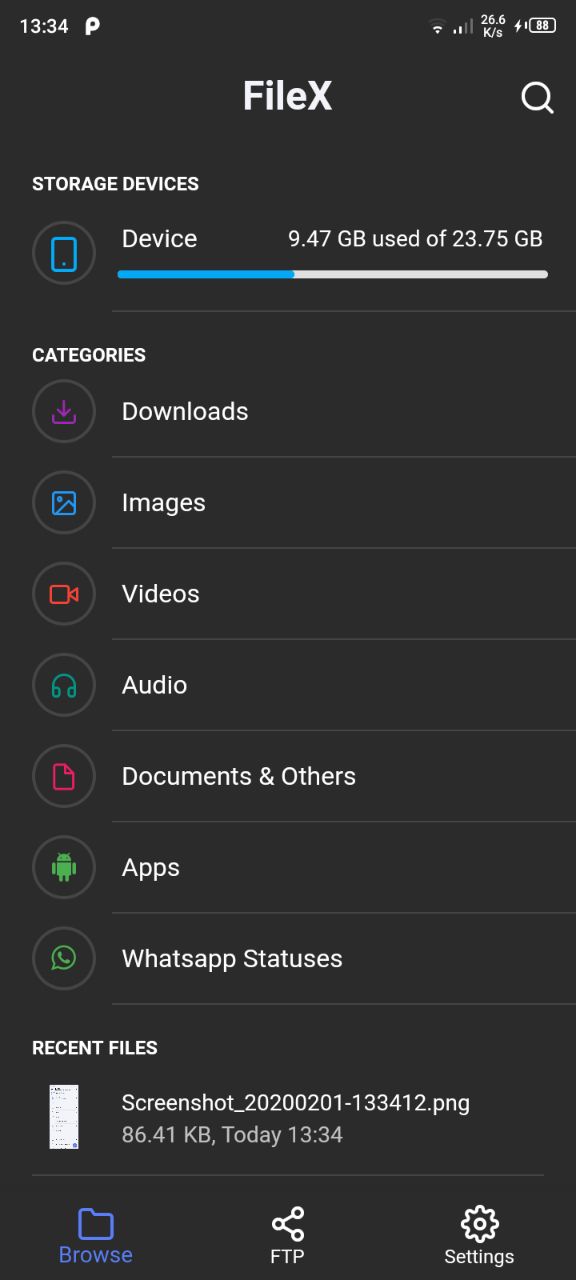 13:34
26.6
K/s
88
FileX
STORAGE DEVICES
Device 9.47 GB used of 23.75 GB
CATEGORIES
Downloads
Images
Videos
Audio
Documents & Others
Apps
Whatsapp Statuses
RECENT FILES
Screenshot_20200201-133412.png
86.41 KB, Today 13:34
Browse FTP Settings